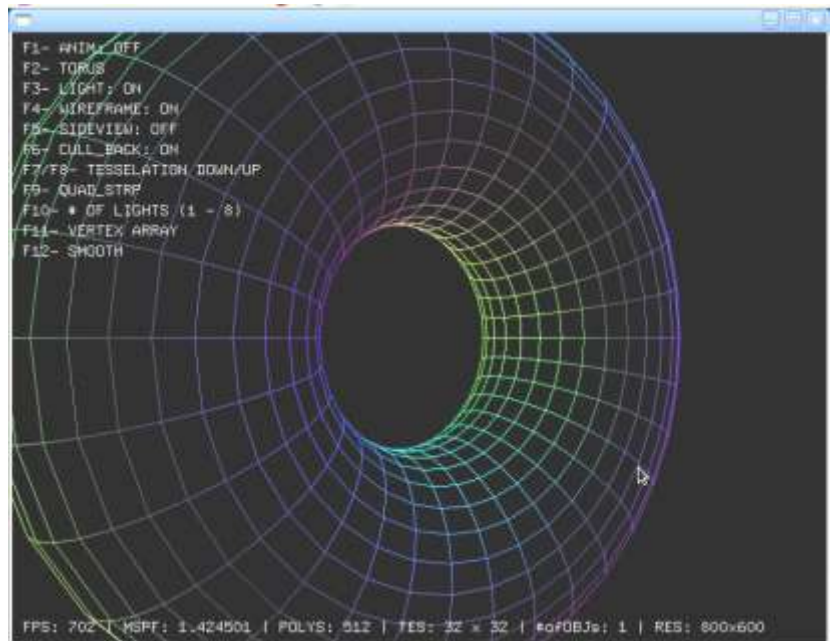 F1- ANIM: OFF
F2- TORUS
F3- LIGHT: ON
F4- WIREFRAME: ON
F5- SIDEVIEW: OFF
F6- CULL_BACK: ON
F7/F8- TESSELATION DOWN/UP
F9- QUAD_STRP
F10- # OF LIGHTS (1 - 8)
F11- VERTEX ARRAY
F12- SMOOTH
FPS: 702 | MSPF: 1.424501 | POLYS: 512 | TES: 32 x 32 | #ofOBJs: 1 | RES: 800x600